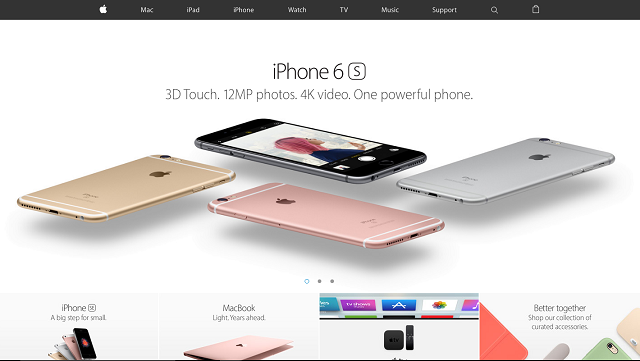 Mac iPad iPhone Watch TV Music Support
iPhone 6 S
3D Touch. 12MP photos. 4K video. One powerful phone.
iPhone SE
A big step for small.
MacBook
Light. Years ahead.
Better together
Shop our collection of
curated accessories.